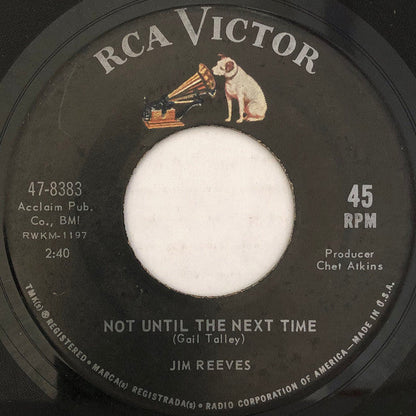 RCA VICTOR
47-8383
Acclaim Pub.
Co., BMI
RWKM-1197
2:40
45
RPM
Producer
Chet Atkins
NOT UNTIL THE NEXT TIME
(Gail Talley)
JIM REEVES
TMK(s) ® REGISTERED • MARCA(s) REGISTRADA(S) • RADIO CORPORATION OF AMERICA—MADE IN U.S.A.